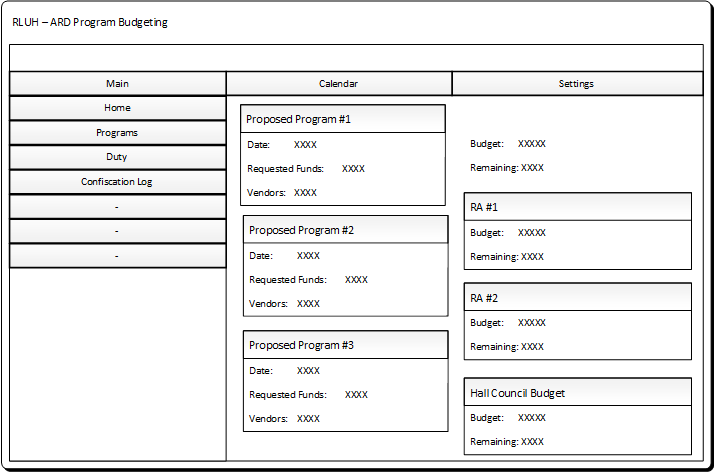 RLUH – ARD Program Budgeting
Main
Calendar
Settings
Home
Programs
Duty
Confiscation Log
-
-
-
Proposed Program #1
Date: XXXX
Requested Funds: XXXX
Vendors: XXXX
Proposed Program #2
Date: XXXX
Requested Funds: XXXX
Vendors: XXXX
Proposed Program #3
Date: XXXX
Requested Funds: XXXX
Vendors: XXXX
Budget: XXXXX
Remaining: XXXX
RA #1
Budget: XXXXX
Remaining: XXXX
RA #2
Budget: XXXXX
Remaining: XXXX
Hall Council Budget
Budget: XXXXX
Remaining: XXXX